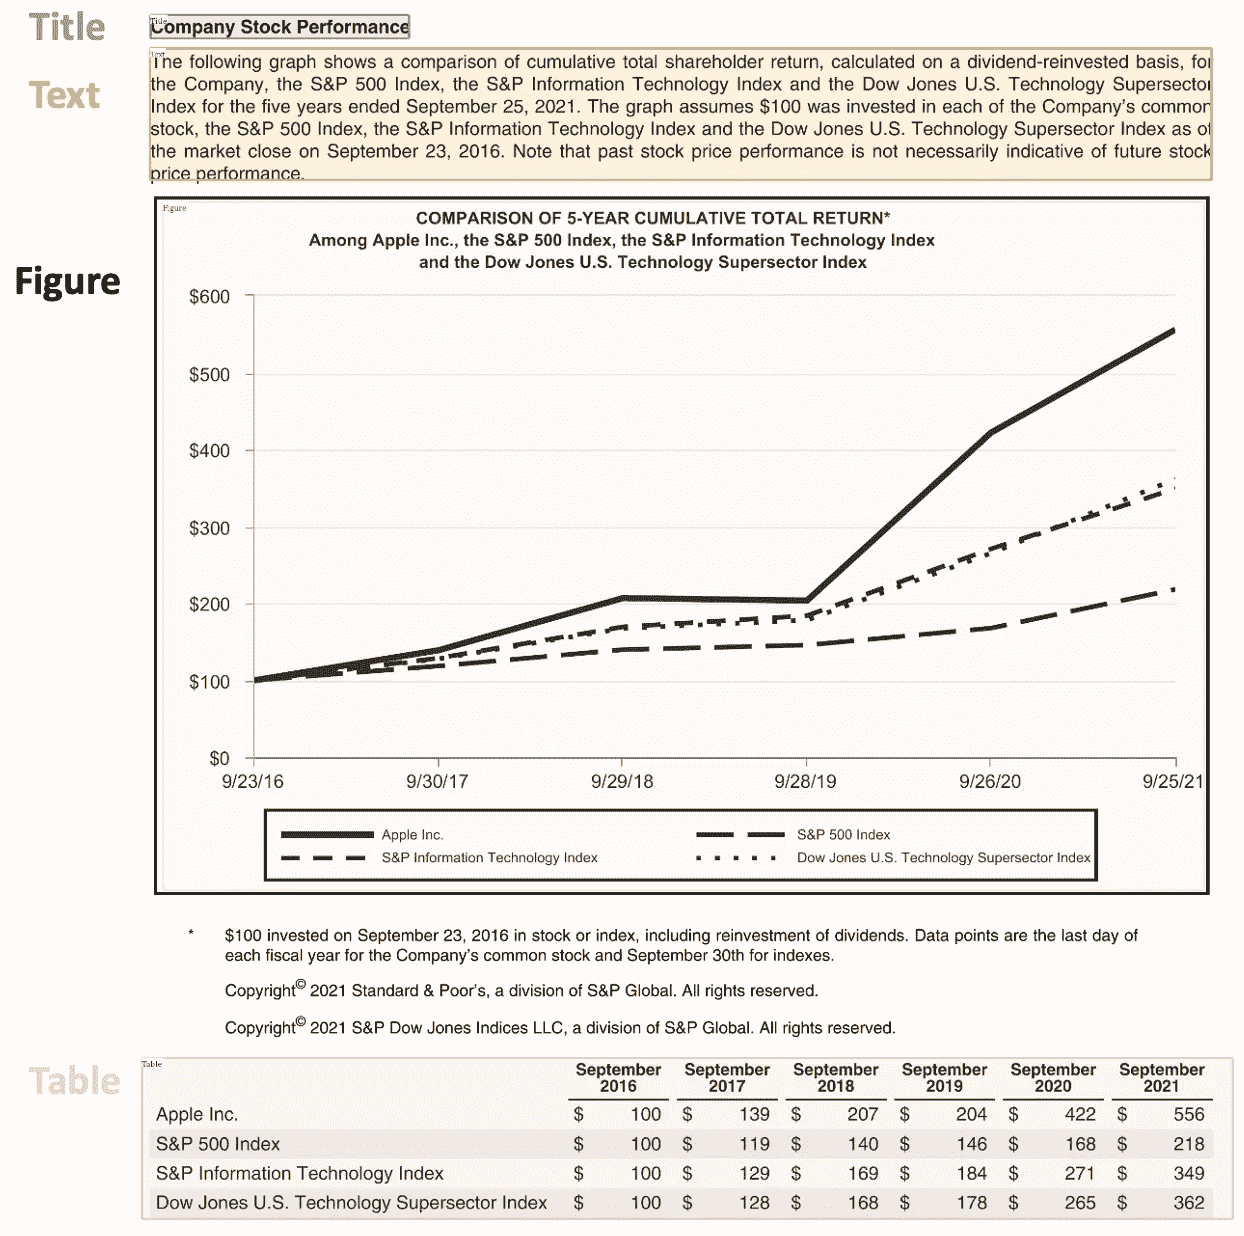 Title
Title
Company Stock Performance
Text
Text
The following graph shows a comparison of cumulative total shareholder return, calculated on a dividend-reinvested basis, for
the Company, the S&P 500 Index, the S&P Information Technology Index and the Dow Jones U.S. Technology Supersector
Index for the five years ended September 25, 2021. The graph assumes $100 was invested in each of the Company's common
stock, the S&P 500 Index, the S&P Information Technology Index and the Dow Jones U.S. Technology Supersector Index as of
the market close on September 23, 2016. Note that past stock price performance is not necessarily indicative of future stock
price performance.
Figure
Figure
COMPARISON OF 5-YEAR CUMULATIVE TOTAL RETURN*
Among Apple Inc., the S&P 500 Index, the S&P Information Technology Index
and the Dow Jones U.S. Technology Supersector Index
$600
$500
$400
$300
$200
$100
$0
9/23/16 9/30/17 9/29/18 9/28/19 9/26/20 9/25/21
Apple Inc. S&P 500 Index
S&P Information Technology Index Dow Jones U.S. Technology Supersector Index
* $100 invested on September 23, 2016 in stock or index, including reinvestment of dividends. Data points are the last day of
each fiscal year for the Company's common stock and September 30th for indexes.
Copyright© 2021 Standard & Poor's, a division of S&P Global. All rights reserved.
Copyright© 2021 S&P Dow Jones Indices LLC, a division of S&P Global. All rights reserved.
Table
Table
September September September September September September
2016 2017 2018 2019 2020 2021
Apple Inc. $ 100 $ 139 $ 207 $ 204 $ 422 $ 556
S&P 500 Index $ 100 $ 119 $ 140 $ 146 $ 168 $ 218
S&P Information Technology Index $ 100 $ 129 $ 169 $ 184 $ 271 $ 349
Dow Jones U.S. Technology Supersector Index $ 100 $ 128 $ 168 $ 178 $ 265 $ 362